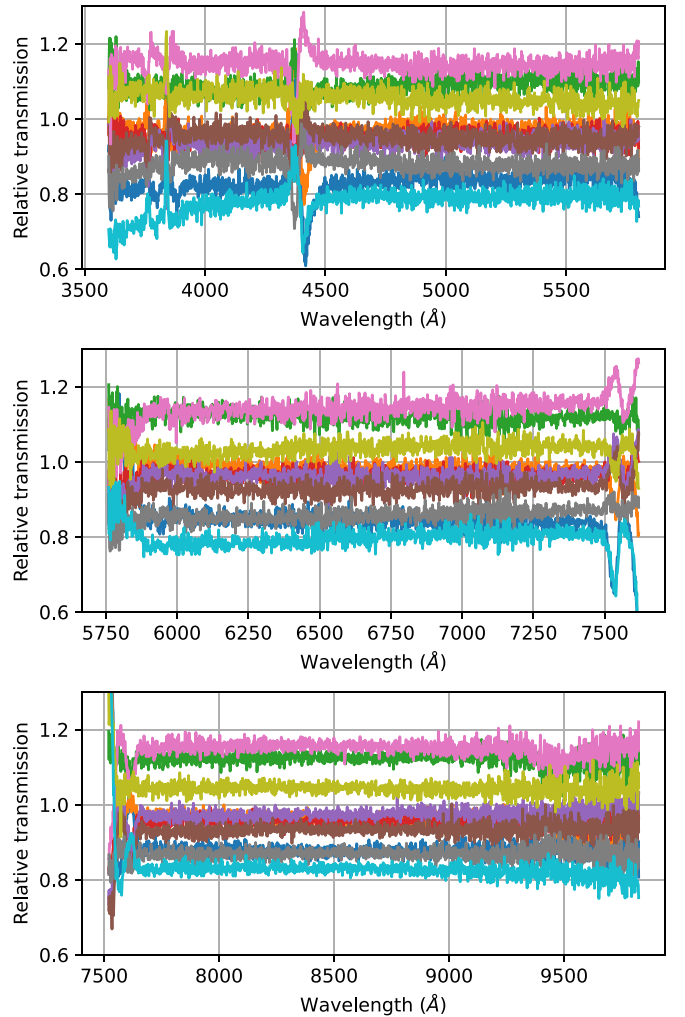 Relative transmission
1.2
1.0
0.8
0.6
3500 4000 4500 5000 5500
Wavelength (Å)
Relative transmission
1.2
1.0
0.8
0.6
5750 6000 6250 6500 6750 7000 7250 7500
Wavelength (Å)
Relative transmission
1.2
1.0
0.8
0.6
7500 8000 8500 9000 9500
Wavelength (Å)